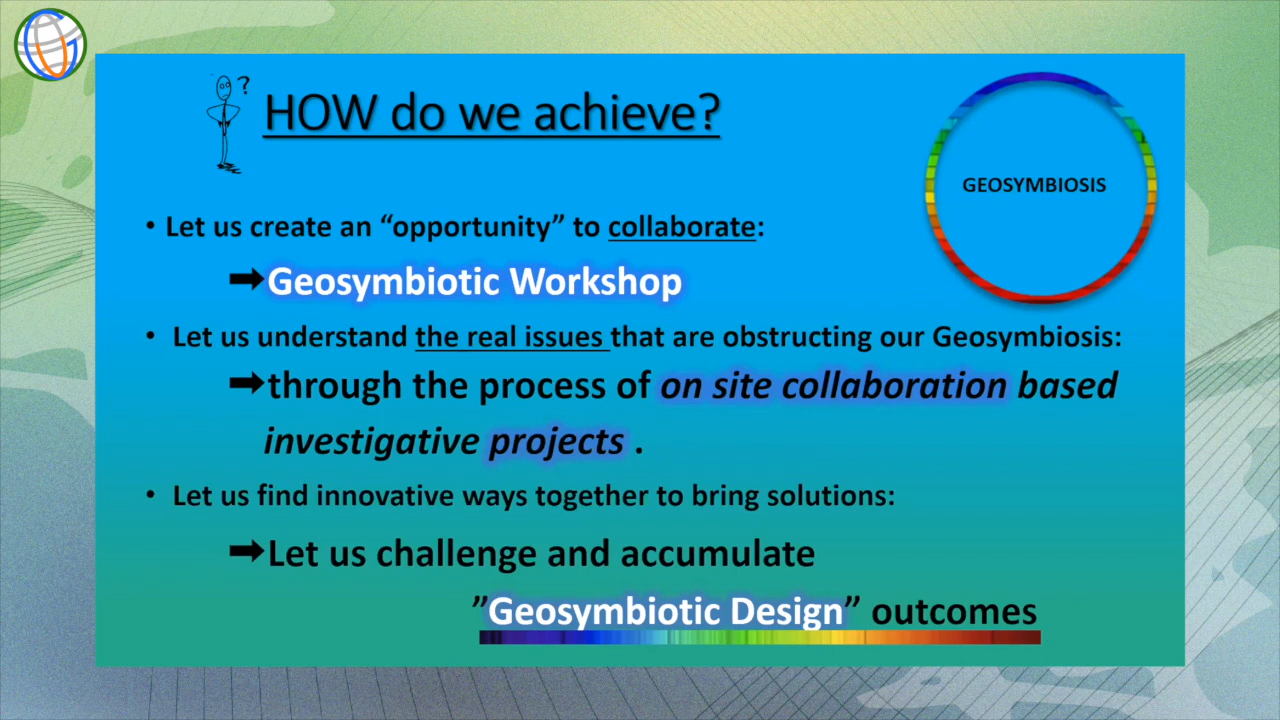 ?
HOW do we achieve?
GEOSYMBIOSIS
• Let us create an “opportunity” to collaborate:
➡Geosymbiotic Workshop
• Let us understand the real issues that are obstructing our Geosymbiosis:
➡through the process of on site collaboration based
investigative projects .
• Let us find innovative ways together to bring solutions:
➡Let us challenge and accumulate
”Geosymbiotic Design” outcomes